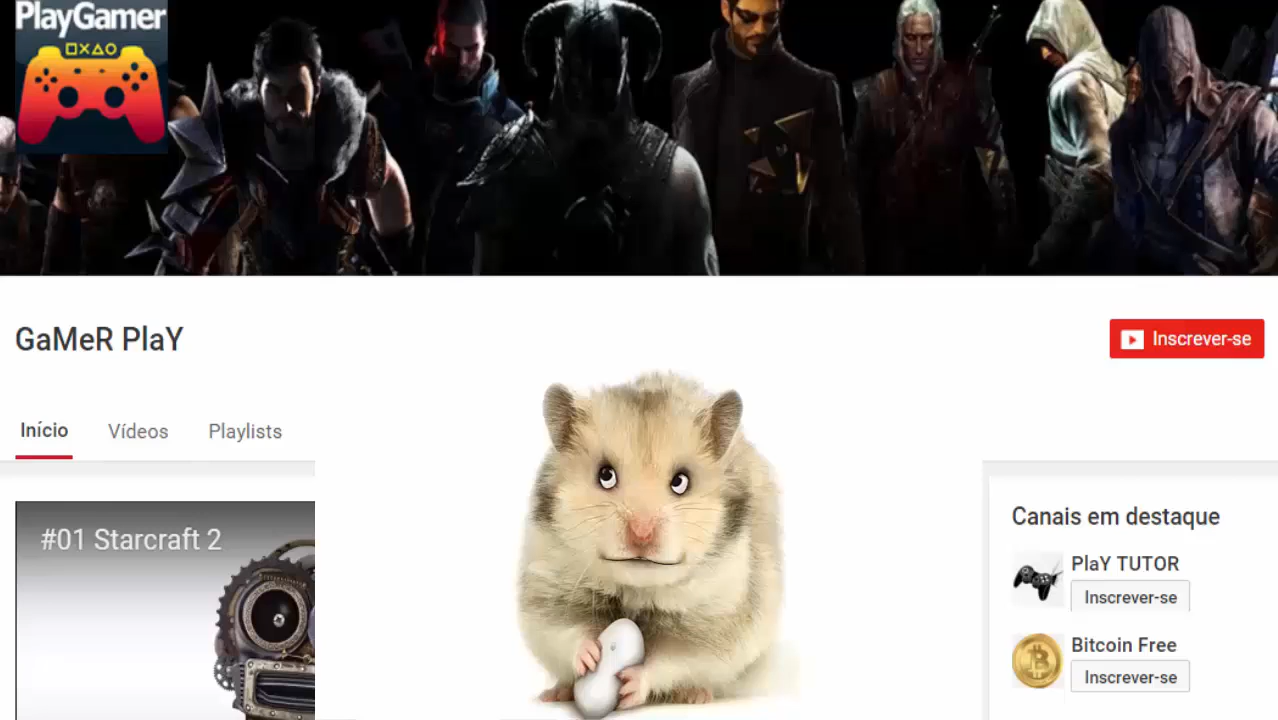 PlayGamer
GaMeR PlaY
Inscrever-se
Início
Vídeos
Playlists
#01 Starcraft 2
Canais em destaque
PlaY TUTOR
Inscrever-se
Bitcoin Free
Inscrever-se